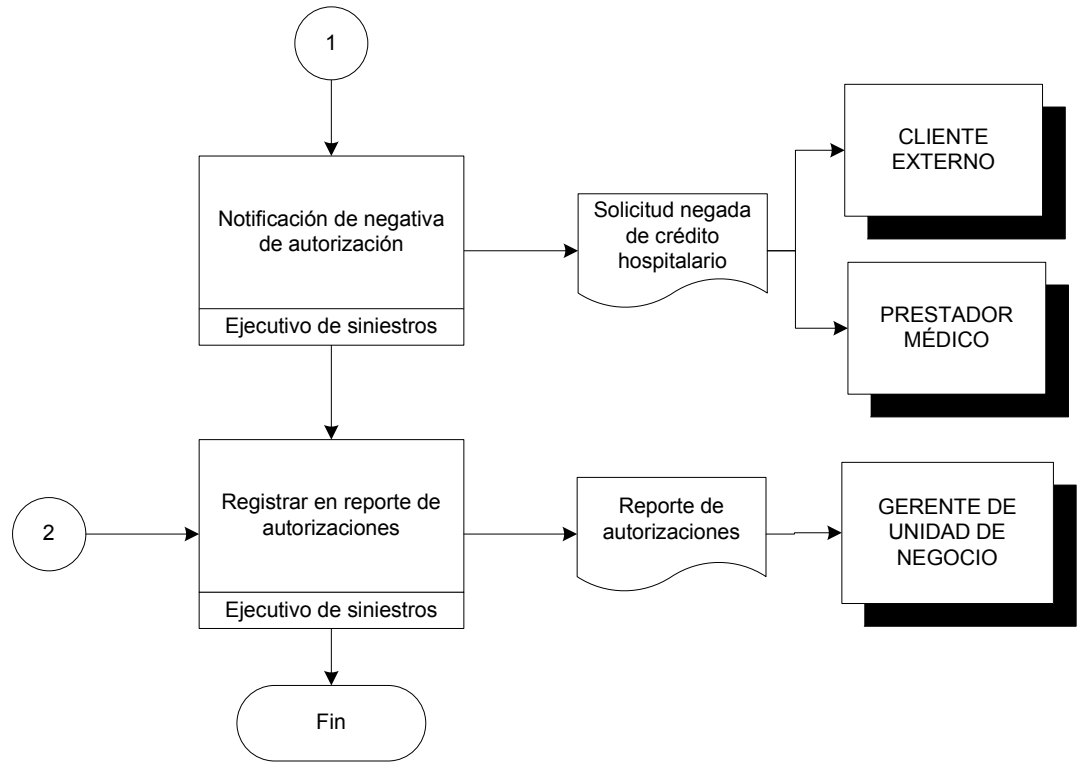 1
Notificación de negativa
de autorización
Ejecutivo de siniestros
Solicitud negada
de crédito
hospitalario
CLIENTE
EXTERNO
PRESTADOR
MÉDICO
2
Registrar en reporte de
autorizaciones
Ejecutivo de siniestros
Reporte de
autorizaciones
GERENTE DE
UNIDAD DE
NEGOCIO
Fin